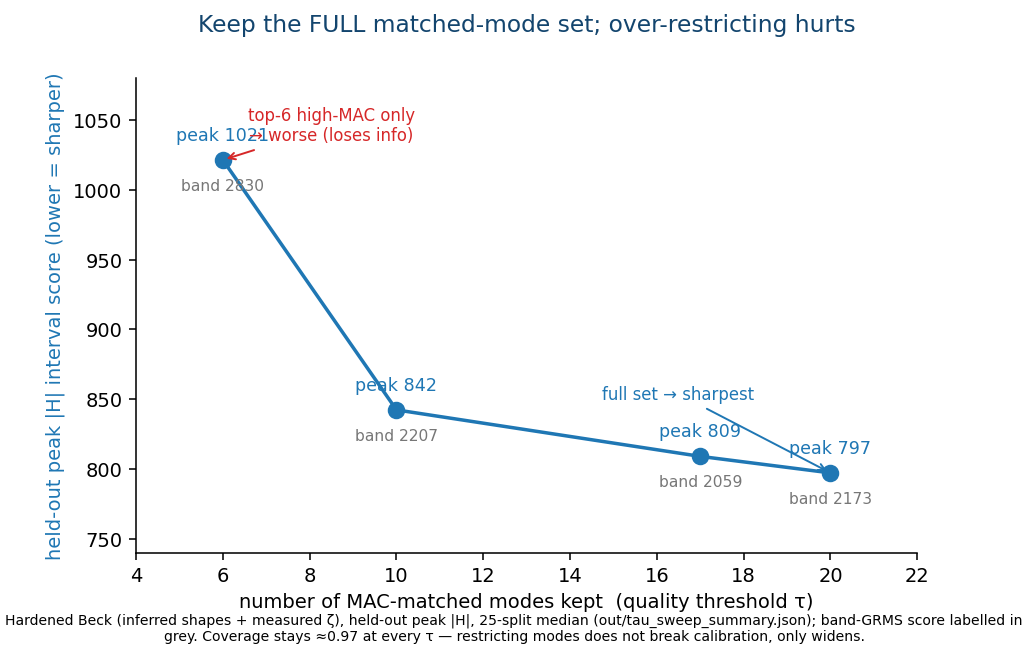 Keep the FULL matched-mode set; over-restricting hurts
held-out peak |H| interval score (lower = sharper)
1050
1000
950
900
850
800
750
top-6 high-MAC only
→ worse (loses info)
peak 1021
band 2830
peak 842
band 2207
full set → sharpest
peak 809
band 2059
peak 797
band 2173
4 6 8 10 12 14 16 18 20 22
number of MAC-matched modes kept (quality threshold τ)
Hardened Beck (inferred shapes + measured ζ), held-out peak |H|, 25-split median (out/tau_sweep_summary.json); band-GRMS score labelled in
grey. Coverage stays ≈0.97 at every τ — restricting modes does not break calibration, only widens.